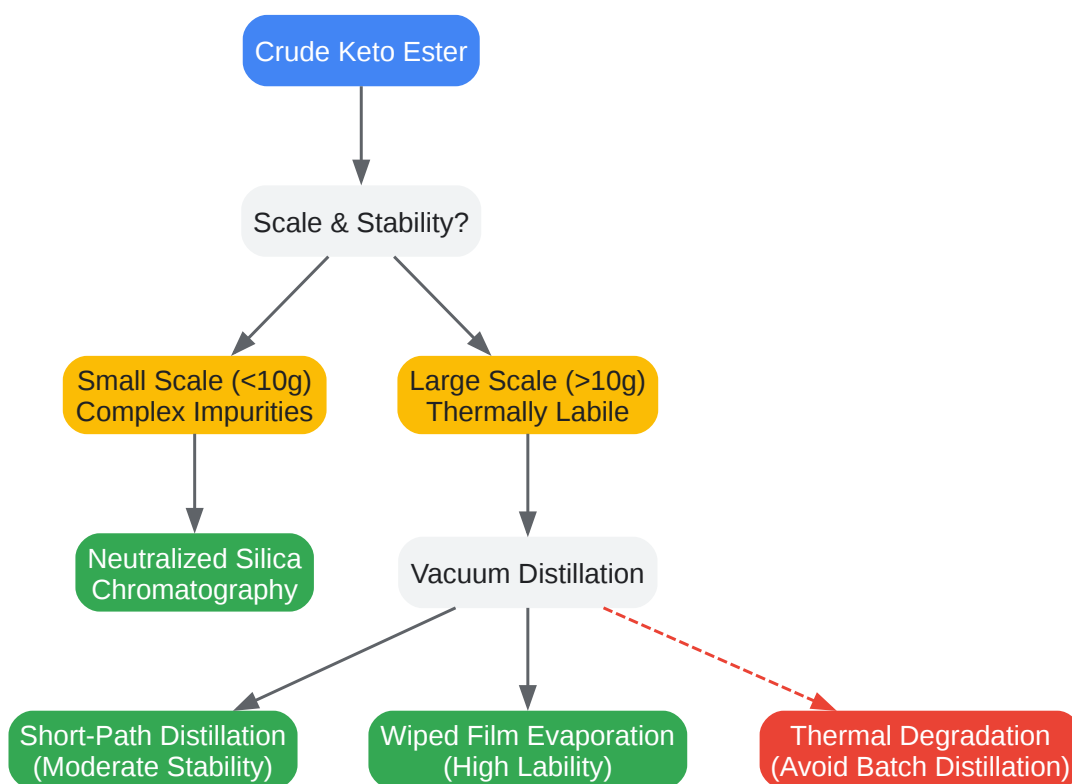 Crude Keto Ester
Scale & Stability?
Small Scale (<10g)
Complex Impurities
Large Scale (>10g)
Thermally Labile
Neutralized Silica
Chromatography
Vacuum Distillation
Short-Path Distillation
(Moderate Stability)
Wiped Film Evaporation
(High Lability)
Thermal Degradation
(Avoid Batch Distillation)